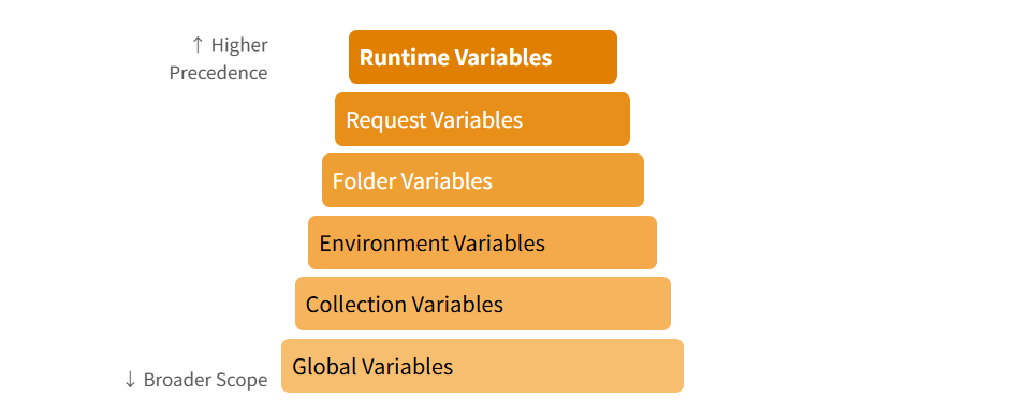 ↑ Higher
Precedence
Runtime Variables
Request Variables
Folder Variables
Environment Variables
Collection Variables
Global Variables
↓ Broader Scope